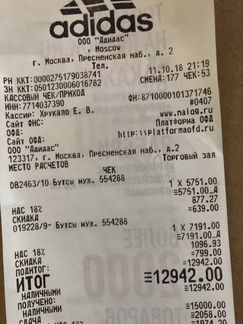 adidas
ООО "Адидас"
, Moscow
г. Москва, Пресненская наб., д. 2
Тел.
РН ККТ:0000275179038741 11.10.18 21:19
ЗН ККТ:0501230006016782 СМЕНА:177 ЧЕК:53
КАССОВЫЙ ЧЕК/ПРИХОД
ИНН:7714037390 ФН:8710000101371746
Кассир: Хрукало Е. В. #0407
Сайт ФНС: www.nalog.ru
ОФД: Платформа ОФД
Сайт ОФД: http:\\platformaofd.ru
ООО "Адидас"
123317, г. Москва, Пресненская наб., д.2
МЕСТО РАСЧЕТОВ Торговый зал
ЧЕК
DB2463/10 Бутсы муж. 554288
1 X 5751.00
=5751.00_А
НДС 18% 877.27
СКИДКА =639.00
019228/9- Бутсы муж. 554288
1 X 7191.00
=7191.00_А
НДС 18% 1096.93
СКИДКА =799.00
ПОДИТОГ: =12942.00
ИТОГ =12942.00
НАЛИЧНЫМИ =12942.00
ПОЛУЧЕНО:
НАЛИЧНЫМИ =15000.00
=2058.00